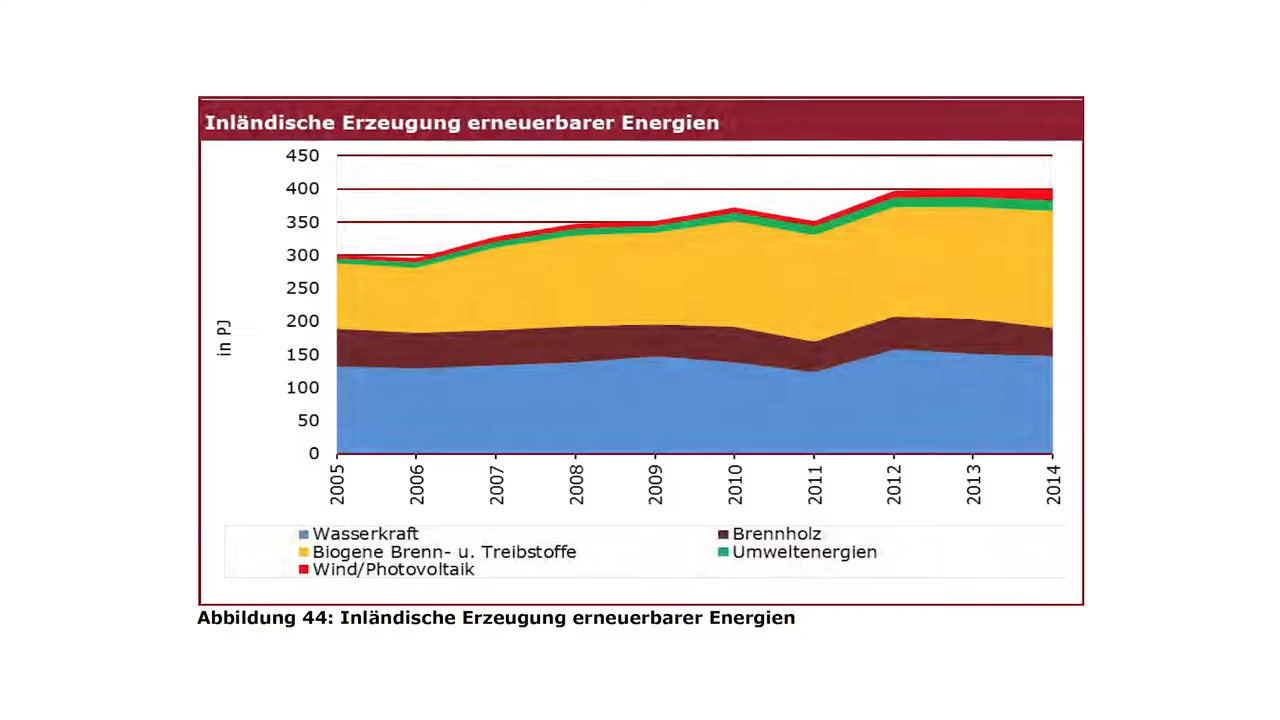 Inländische Erzeugung erneuerbarer Energien
450
400
350
300
250
200
150
100
50
0
in PJ
2005 2006 2007 2008 2009 2010 2011 2012 2013 2014
Wasserkraft Brennholz
Biogene Brenn- u. Treibstoffe Umweltenergien
Wind/Photovoltaik
Abbildung 44: Inländische Erzeugung erneuerbarer Energien